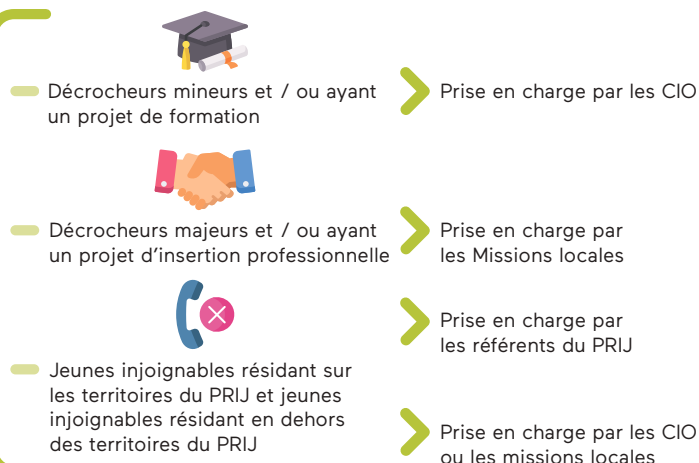 Décrocheurs mineurs et / ou ayant
un projet de formation
Prise en charge par les CIO
Décrocheurs majeurs et / ou ayant
un projet d'insertion professionnelle
Prise en charge par
les Missions locales
Prise en charge par
les référents du PRIJ
Jeunes injoignables résidant sur
les territoires du PRIJ et jeunes
injoignables résidant en dehors
des territoires du PRIJ
Prise en charge par les CIO
ou les missions locales